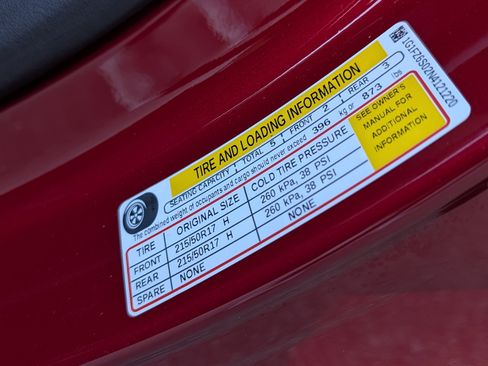 1G1FZ6S02N4121220
TIRE AND LOADING INFORMATION
SEATING CAPACITY TOTAL 5 FRONT 2 REAR 3
The combined weight of occupants and cargo should never exceed 396 kg or 873 lbs
TIRE ORIGINAL SIZE COLD TIRE PRESSURE
FRONT 215/50R17 H 260 kPa, 38 PSI
REAR 215/50R17 H 260 kPa, 38 PSI
SPARE NONE NONE
SEE OWNER'S
MANUAL FOR
ADDITIONAL
INFORMATION